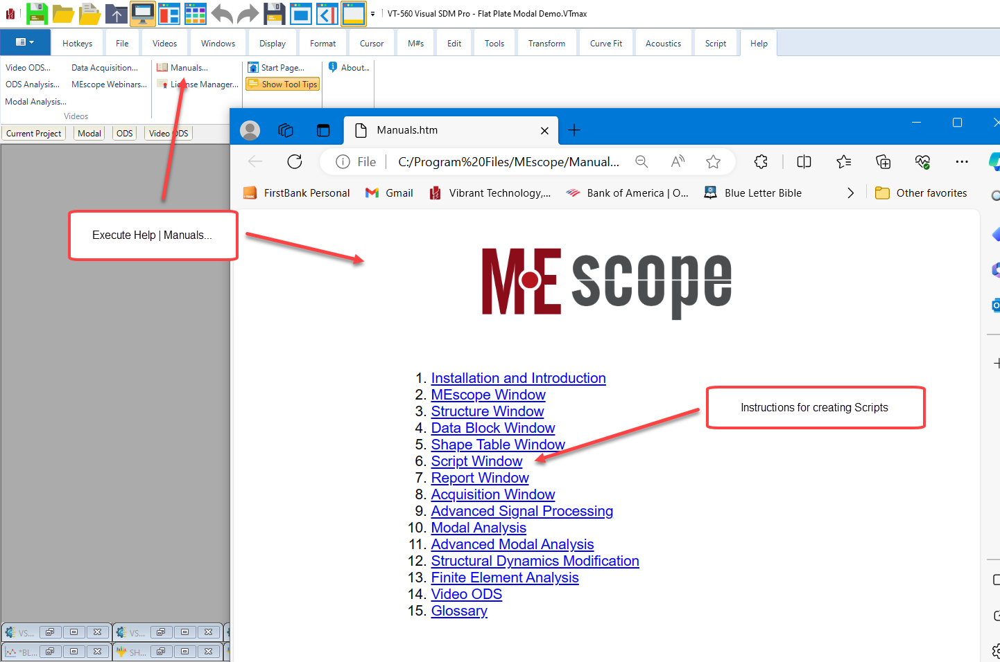 VT-560 Visual SDM Pro - Flat Plate Modal Demo.VTmax
Hotkeys File Videos Windows Display Format Cursor M#s Edit Tools Transform Curve Fit Acoustics Script Help
Video ODS... Data Acquisition... Manuals... Start Page... About...
ODS Analysis... MEscope Webinars... License Manager... Show Tool Tips
Modal Analysis...
Videos
Current Project Modal ODS Video ODS
Manuals.htm
File C:/Program%20Files/MEscope/Manual...
FirstBank Personal Gmail Vibrant Technology,... Bank of America | O... Blue Letter Bible Other favorites
Execute Help | Manuals...
MEscope
1. Installation and Introduction
2. MEscope Window
3. Structure Window
4. Data Block Window
5. Shape Table Window
6. Script Window
7. Report Window
8. Acquisition Window
9. Advanced Signal Processing
10. Modal Analysis
11. Advanced Modal Analysis
12. Structural Dynamics Modification
13. Finite Element Analysis
14. Video ODS
15. Glossary
Instructions for creating Scripts
VS... VS...
*BL... SH...